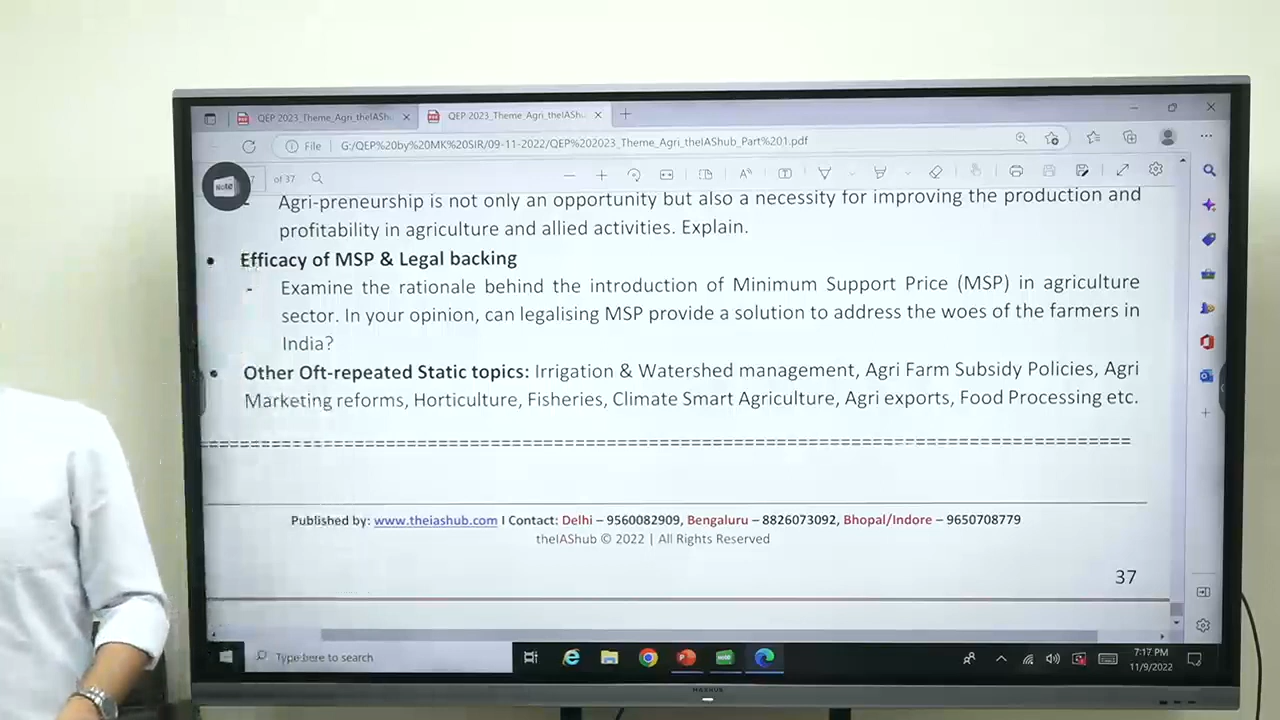 QEP 2023_Theme_Agri_theIASh QEP 2023_Theme_Agri_theIAShu
File G:/QEP%20by%20MK%20SIR/09-11-2022/QEP%202023_Theme_Agri_theIAShub_Part%201.pdf
of 37
Agri-preneurship is not only an opportunity but also a necessity for improving the production and
profitability in agriculture and allied activities. Explain.
• Efficacy of MSP & Legal backing
- Examine the rationale behind the introduction of Minimum Support Price (MSP) in agriculture
sector. In your opinion, can legalising MSP provide a solution to address the woes of the farmers in
India?
• Other Oft-repeated Static topics: Irrigation & Watershed management, Agri Farm Subsidy Policies, Agri
Marketing reforms, Horticulture, Fisheries, Climate Smart Agriculture, Agri exports, Food Processing etc.
Published by: www.theiashub.com I Contact: Delhi – 9560082909, Bengaluru – 8826073092, Bhopal/Indore – 9650708779
theIAShub © 2022 | All Rights Reserved
37
Type here to search
7:17 PM
11/9/2022
MAXHUB